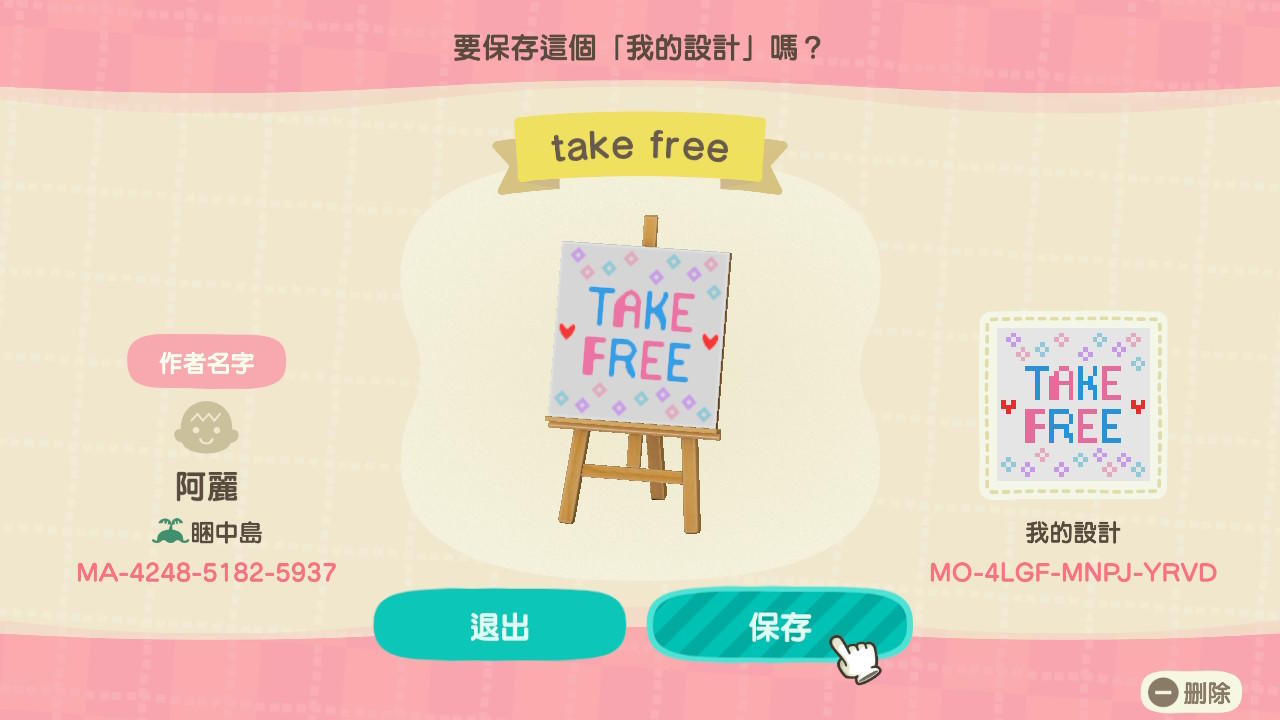 要保存這個「我的設計」嗎？
take free
TAKE
FREE
作者名字
阿麗
睏中島
MA-4248-5182-5937
TAKE
FREE
我的設計
MO-4LGF-MNPJ-YRVD
退出
保存
刪除